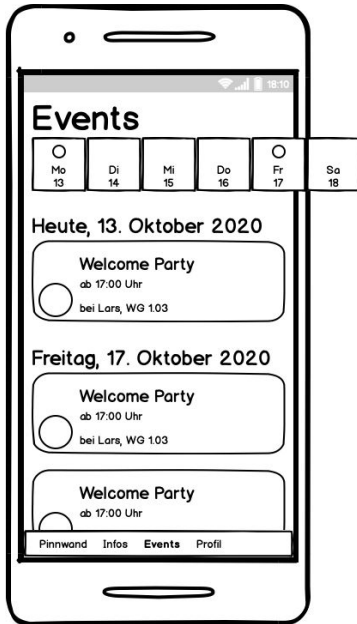 18:10
Events
Mo Di Mi Do Fr Sa
13 14 15 16 17 18
Heute, 13. Oktober 2020
Welcome Party
ab 17:00 Uhr
bei Lars, WG 1.03
Freitag, 17. Oktober 2020
Welcome Party
ab 17:00 Uhr
bei Lars, WG 1.03
Welcome Party
ab 17:00 Uhr
Pinnwand Infos Events Profil